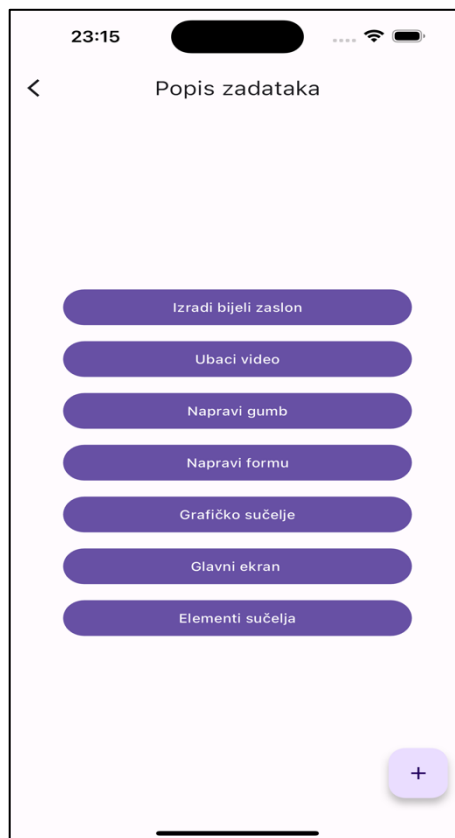 23:15
Popis zadataka
Izradi bijeli zaslon
Ubaci video
Napravi gumb
Napravi formu
Grafičko sučelje
Glavni ekran
Elementi sučelja
+